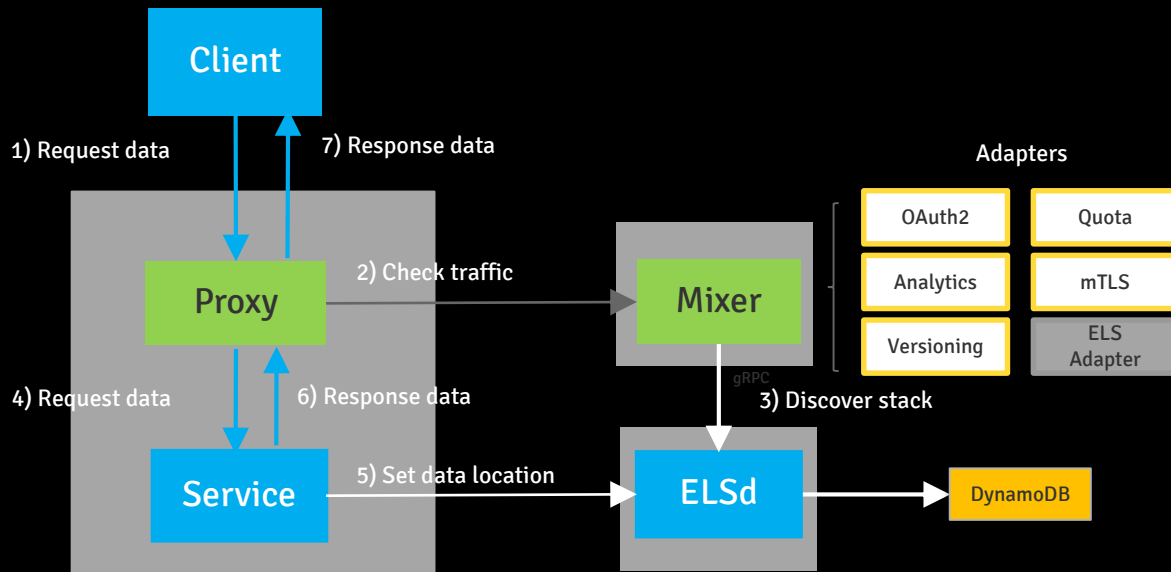 Client
1) Request data
7) Response data
Adapters
OAuth2
Quota
2) Check traffic
Proxy
Mixer
Analytics
mTLS
Versioning
ELS
Adapter
gRPC
4) Request data
6) Response data
3) Discover stack
Service
5) Set data location
ELSd
DynamoDB